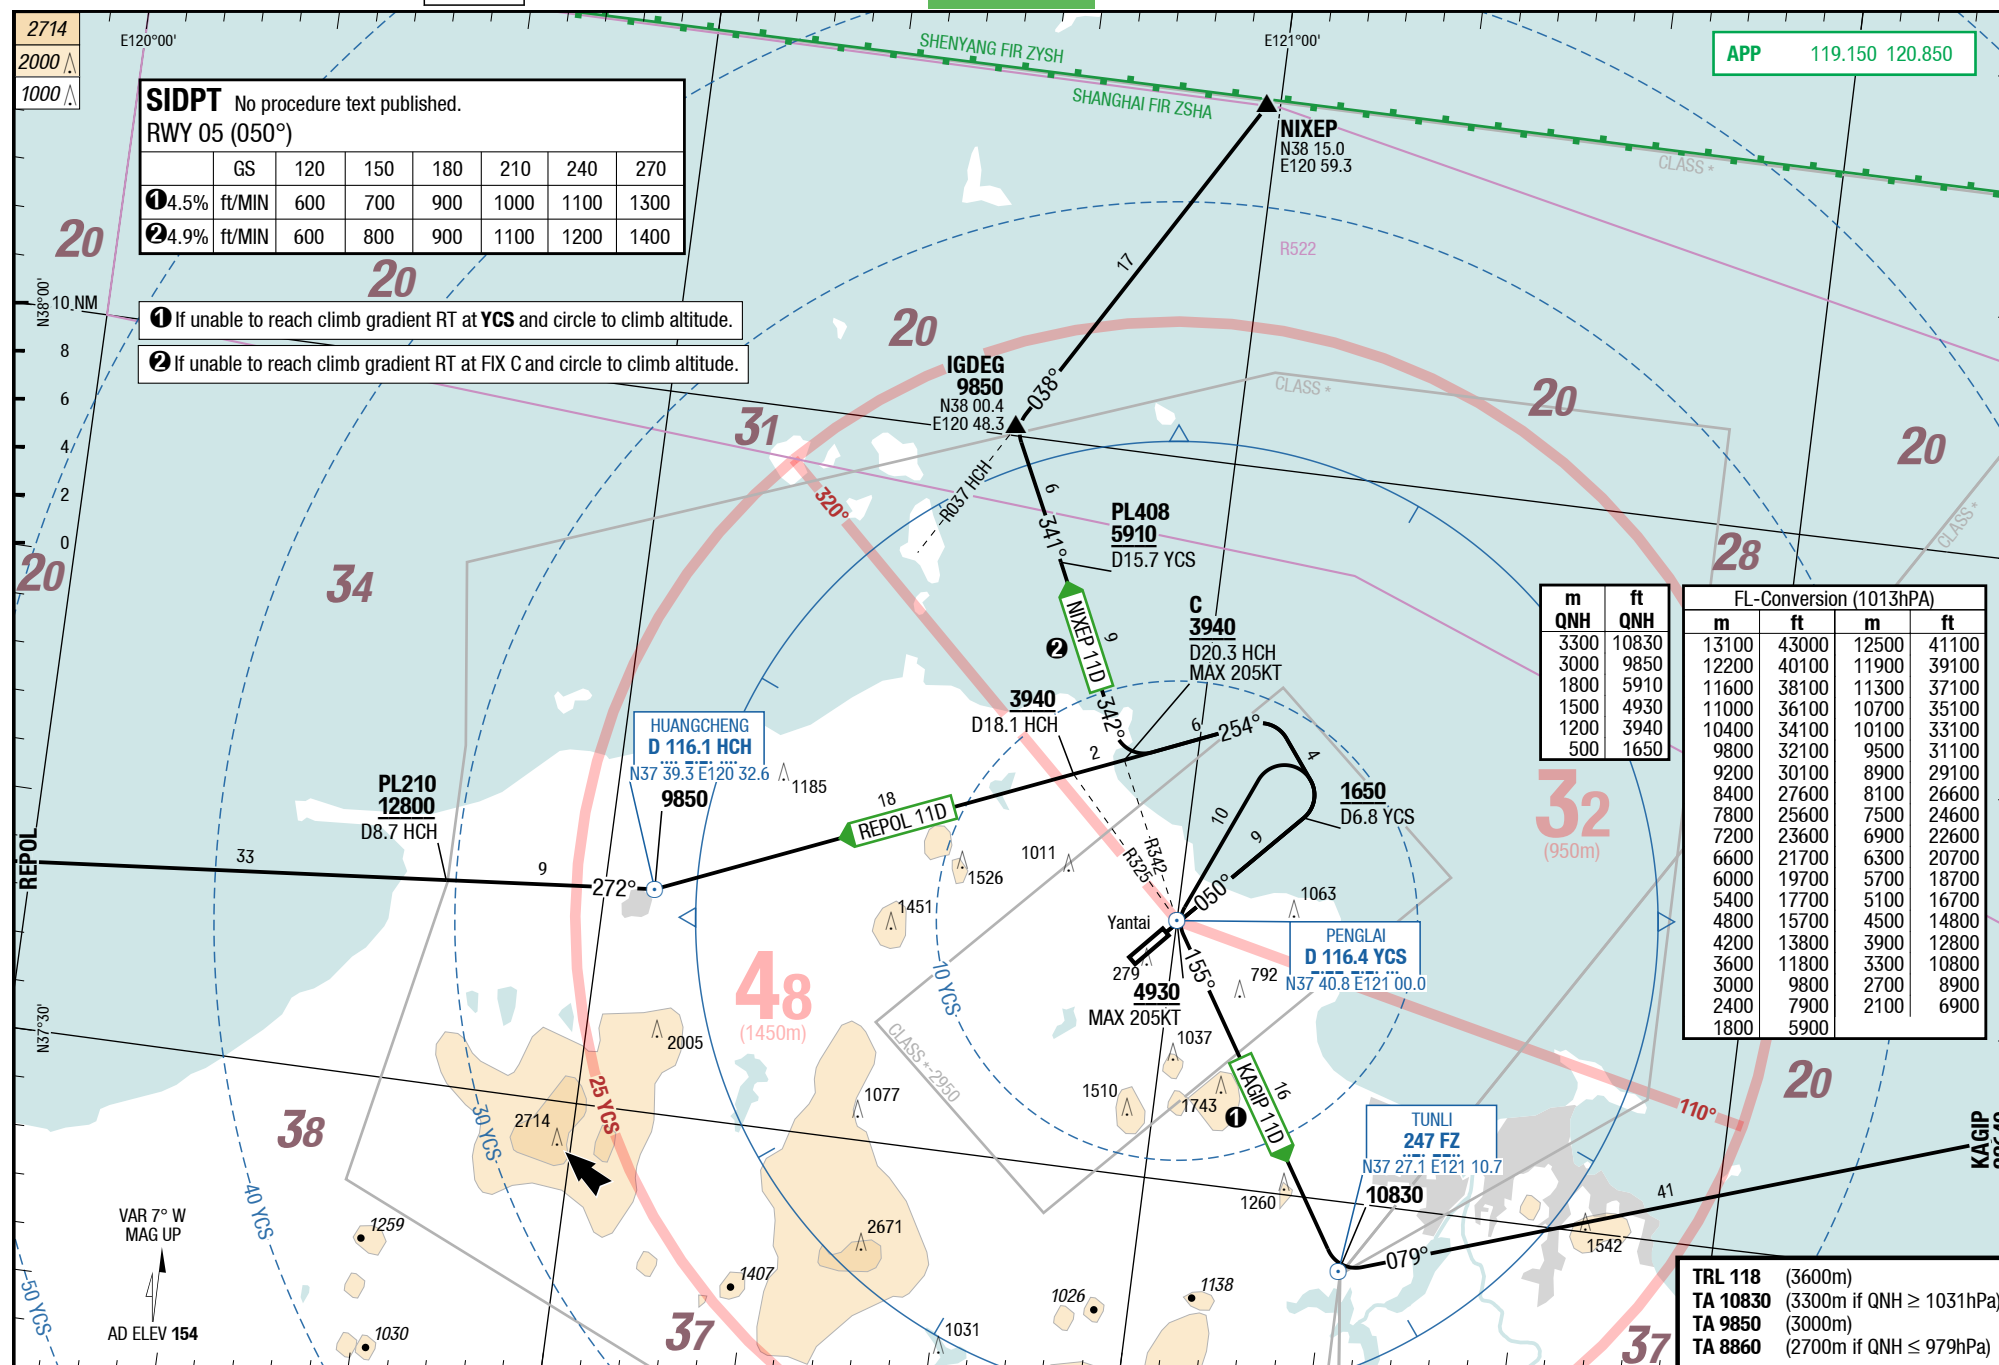 2714
2000
1000
E120°00'
SHENYANG FIR ZYSH
SHANGHAI FIR ZSHA
E121°00'
APP 119.150 120.850
SIDPT No procedure text published.
RWY 05 (050°)
GS 120 150 180 210 240 270
❶4.5% ft/MIN 600 700 900 1000 1100 1300
❷4.9% ft/MIN 600 800 900 1100 1200 1400
❶ If unable to reach climb gradient RT at YCS and circle to climb altitude.
❷ If unable to reach climb gradient RT at FIX C and circle to climb altitude.
NIXEP
N38 15.0
E120 59.3
CLASS *
R522
17
20
20
20
N38°00'
10 NM
8
6
4
2
0
IGDEG
9850
N38 00.4
E120 48.3
038°
CLASS *
20
20
31
320°
R037 HCH
6
341°
PL408
5910
D15.7 YCS
CLASS *
28
20
34
NIXEP 11D
9
❷
C
3940
D20.3 HCH
MAX 205KT
m ft
QNH QNH
3300 10830
3000 9850
1800 5910
1500 4930
1200 3940
500 1650
FL-Conversion (1013hPA)
m ft m ft
13100 43000 12500 41100
12200 40100 11900 39100
11600 38100 11300 37100
11000 36100 10700 35100
10400 34100 10100 33100
9800 32100 9500 31100
9200 30100 8900 29100
8400 27600 8100 26600
7800 25600 7500 24600
7200 23600 6900 22600
6600 21700 6300 20700
6000 19700 5700 18700
5400 17700 5100 16700
4800 15700 4500 14800
4200 13800 3900 12800
3600 11800 3300 10800
3000 9800 2700 8900
2400 7900 2100 6900
1800 5900
3940
D18.1 HCH
342°
6
254°
2
4
HUANGCHENG
D 116.1 HCH
N37 39.3 E120 32.6
9850
1185
PL210
12800
D8.7 HCH
18
REPOL 11D
10
9
1650
D6.8 YCS
32
(950m)
REPOL
33
9
272°
1526
1011
R325
R342
050°
1063
1451
Yantai
279
PENGLAI
D 116.4 YCS
N37 40.8 E121 00.0
155°
792
4930
MAX 205KT
48
(1450m)
10 YCS
N37°30'
CLASS *-2950
2005
1037
25 YCS
30 YCS
2714
1077
1510
1743
❶
KAGIP 11D
16
20
110°
38
TUNLI
247 FZ
N37 27.1 E121 10.7
10830
KAGIP
40 YCS
1260
41
079°
1542
VAR 7° W
MAG UP
1259
2671
1407
1138
1026
50 YCS
AD ELEV 154
1030
37
1031
37
TRL 118 (3600m)
TA 10830 (3300m if QNH ≥ 1031hPa)
TA 9850 (3000m)
TA 8860 (2700m if QNH ≤ 979hPa)